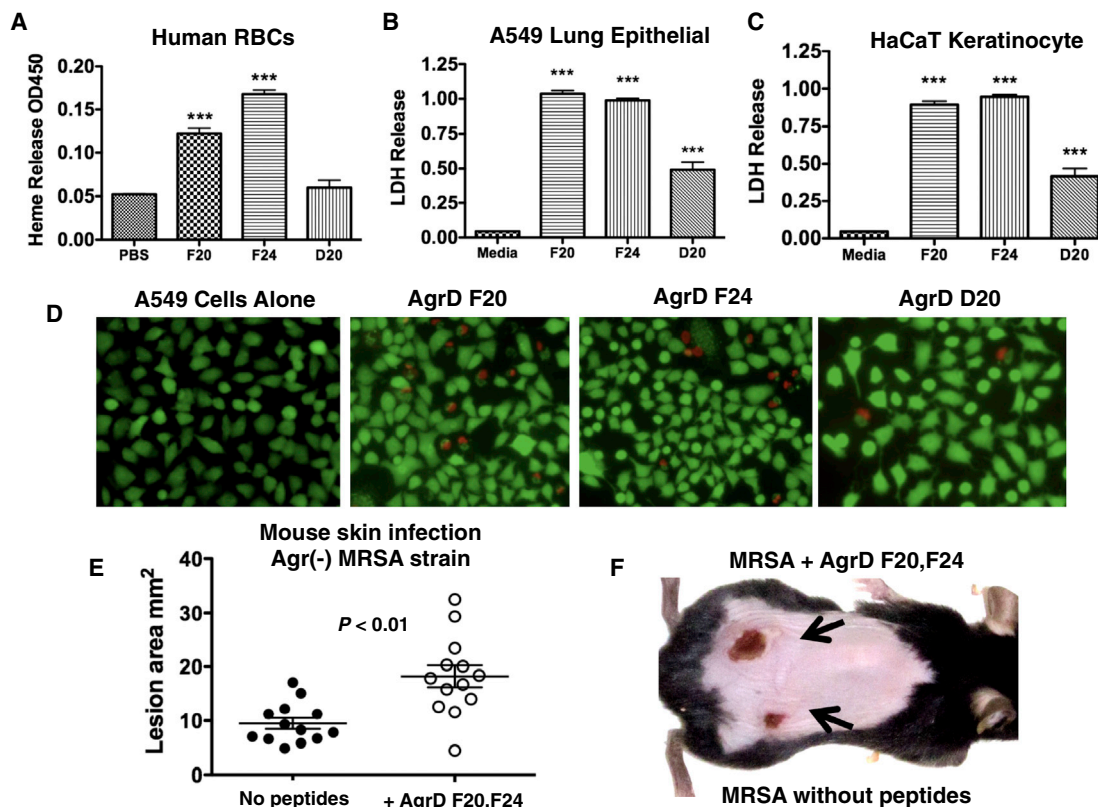 A
Human RBCs
Heme Release OD450
0.20
0.15
0.10
0.05
0.00
***
***
PBS
F20
F24
D20
B
A549 Lung Epithelial
LDH Release
1.25
1.00
0.75
0.50
0.25
0.00
***
***
***
Media
F20
F24
D20
C
HaCaT Keratinocyte
LDH Release
1.25
1.00
0.75
0.50
0.25
0.00
***
***
***
Media
F20
F24
D20
D
A549 Cells Alone
AgrD F20
AgrD F24
AgrD D20
E
Mouse skin infection
Agr(-) MRSA strain
Lesion area mm²
40
30
20
10
0
P < 0.01
No peptides
+ AgrD F20,F24
F
MRSA + AgrD F20,F24
MRSA without peptides